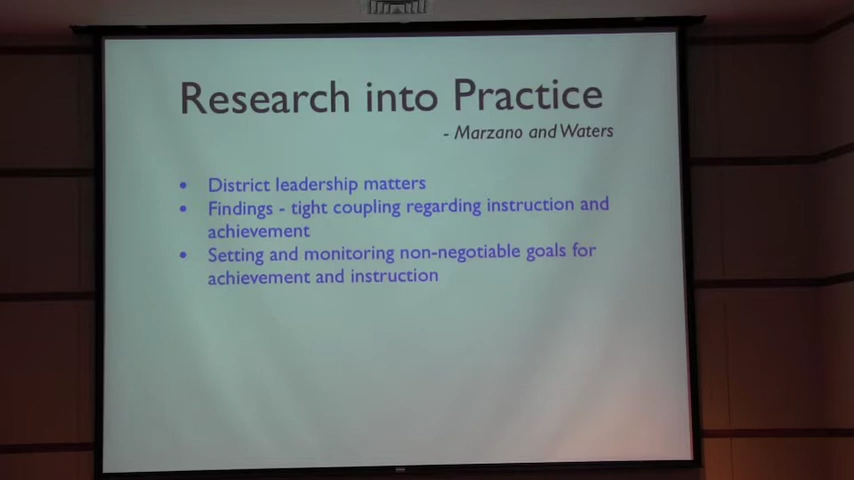 Research into Practice
- Marzano and Waters
• District leadership matters
• Findings - tight coupling regarding instruction and
achievement
• Setting and monitoring non-negotiable goals for
achievement and instruction